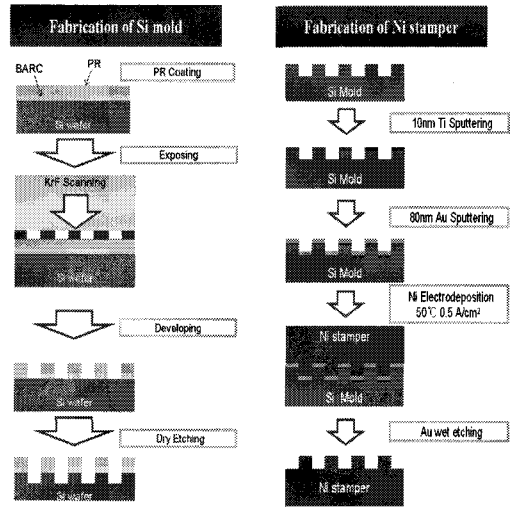 Fabrication of Si mold
BARC
PR
PR Coating
Si wafer
Exposing
KrF Scanning
Si wafer
Developing
Si wafer
Dry Etching
Si wafer
Fabrication of Ni stamper
Si Mold
10nm Ti Sputtering
Si Mold
80nm Au Sputtering
Si Mold
Ni Electrodeposition
50℃ 0.5 A/cm²
Ni stamper
Si Mold
Au wet etching
Ni stamper